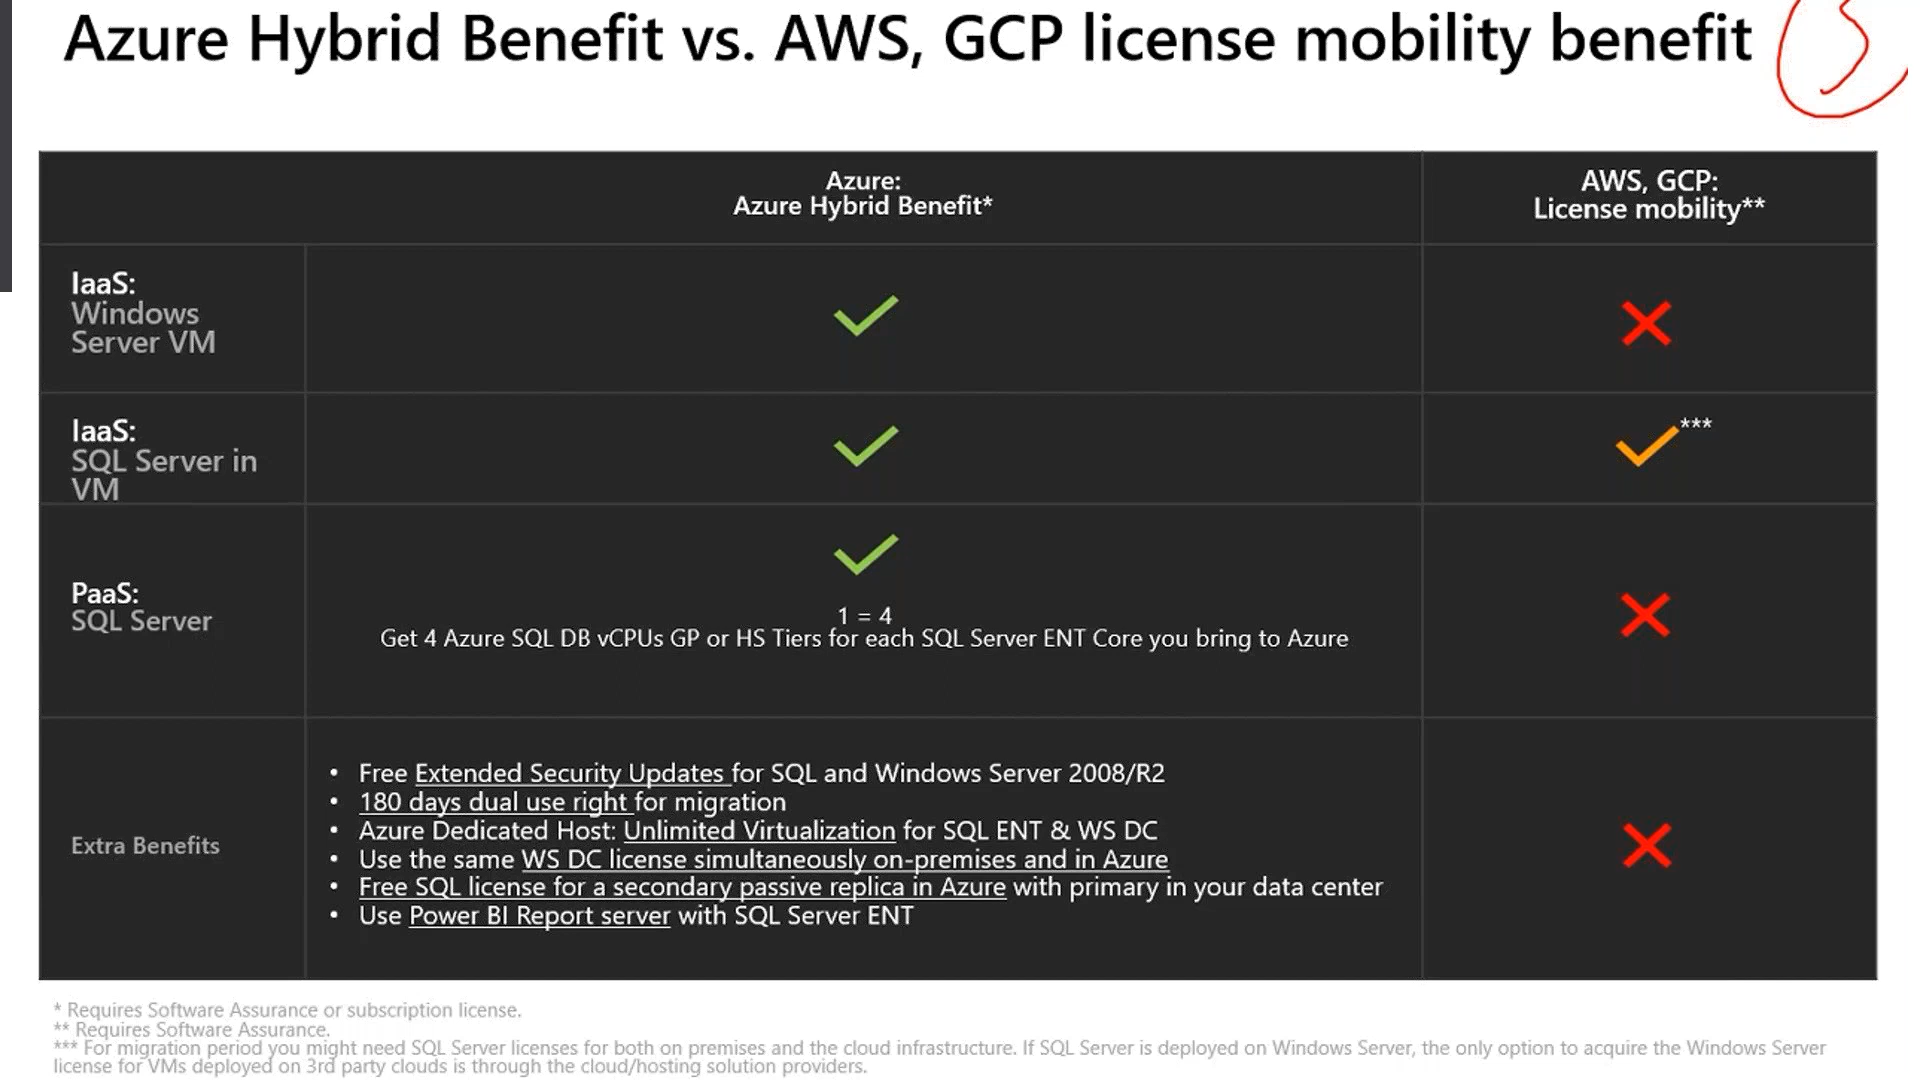 Azure Hybrid Benefit vs. AWS, GCP license mobility benefit
Azure:
Azure Hybrid Benefit*
AWS, GCP:
License mobility**
IaaS:
Windows
Server VM
IaaS:
SQL Server in
VM
***
PaaS:
SQL Server
1 = 4
Get 4 Azure SQL DB vCPUs GP or HS Tiers for each SQL Server ENT Core you bring to Azure
Extra Benefits
• Free Extended Security Updates for SQL and Windows Server 2008/R2
• 180 days dual use right for migration
• Azure Dedicated Host: Unlimited Virtualization for SQL ENT & WS DC
• Use the same WS DC license simultaneously on-premises and in Azure
• Free SQL license for a secondary passive replica in Azure with primary in your data center
• Use Power BI Report server with SQL Server ENT
* Requires Software Assurance or subscription license.
** Requires Software Assurance.
*** For migration period you might need SQL Server licenses for both on premises and the cloud infrastructure. If SQL Server is deployed on Windows Server, the only option to acquire the Windows Server
license for VMs deployed on 3rd party clouds is through the cloud/hosting solution providers.